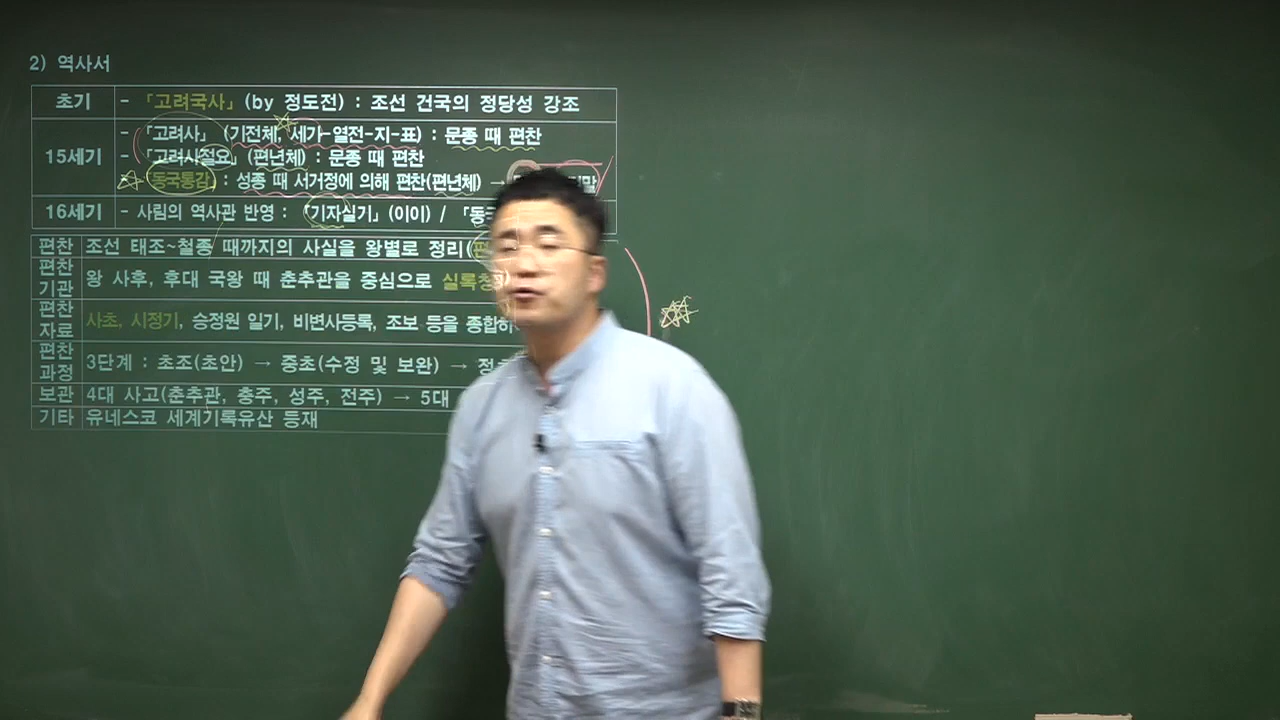 2) 역사서
초기 - 「고려국사」(by 정도전) : 조선 건국의 정당성 강조
15세기 - 「고려사」 (기전체, 세가-열전-지-표) : 문종 때 편찬
- 「고려사절요」(편년체) : 문종 때 편찬
- 「동국통감」 : 성종 때 서거정에 의해 편찬(편년체) →
16세기 - 사림의 역사관 반영 : 「기자실기」(이이) /
편찬 조선 태조~철종 때까지의 사실을 왕별로 정리(
편찬기관 왕 사후, 후대 국왕 때 춘추관을 중심으로
편찬자료 사초, 시정기, 승정원 일기, 비변사등록, 조보 등을
편찬과정 3단계 : 초조(초안) → 중초(수정 및 보완) →
보관 4대 사고(춘추관, 충주, 성주, 전주) → 5대
기타 유네스코 세계기록유산 등재